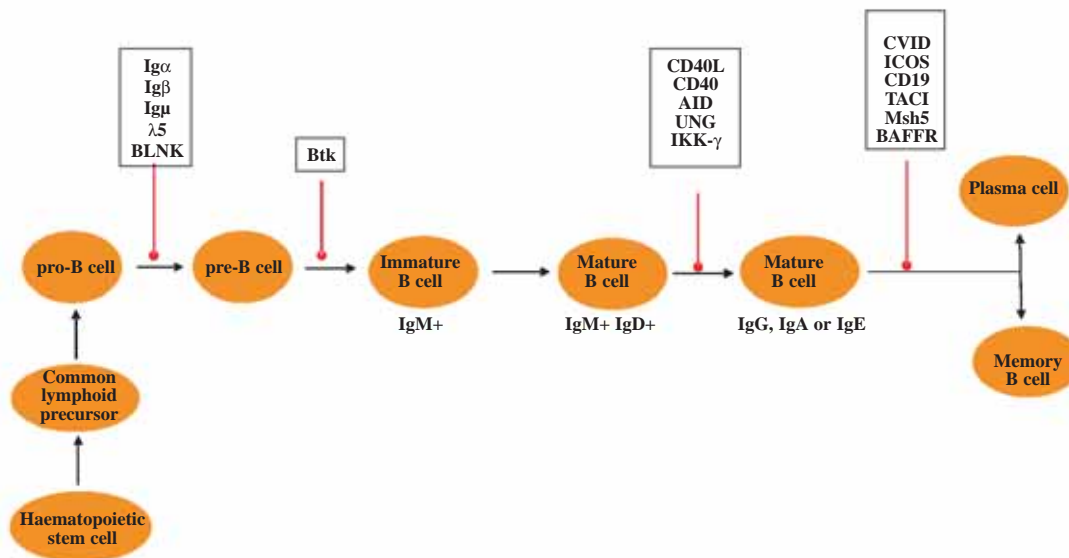 Igα
Igβ
Igμ
λ5
BLNK
Btk
CD40L
CD40
AID
UNG
IKK-γ
CVID
ICOS
CD19
TACI
Msh5
BAFFR
Plasma cell
pro-B cell
pre-B cell
Immature
B cell
Mature
B cell
Mature
B cell
IgM+
IgM+ IgD+
IgG, IgA or IgE
Memory
B cell
Common
lymphoid
precursor
Haematopoietic
stem cell